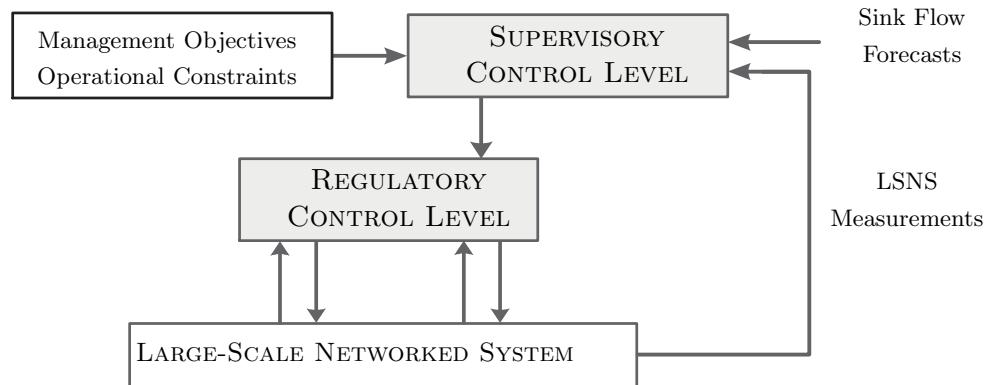 Management Objectives
Operational Constraints
SUPERVISORY
CONTROL LEVEL
Sink Flow
Forecasts
REGULATORY
CONTROL LEVEL
LSNS
Measurements
LARGE-SCALE NETWORKED SYSTEM